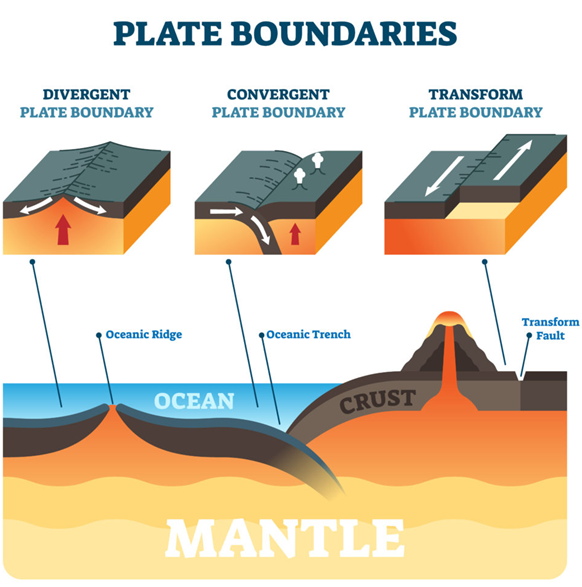 PLATE BOUNDARIES
DIVERGENT
PLATE BOUNDARY
CONVERGENT
PLATE BOUNDARY
TRANSFORM
PLATE BOUNDARY
Oceanic Ridge
Oceanic Trench
Transform
Fault
OCEAN
CRUST
MANTLE